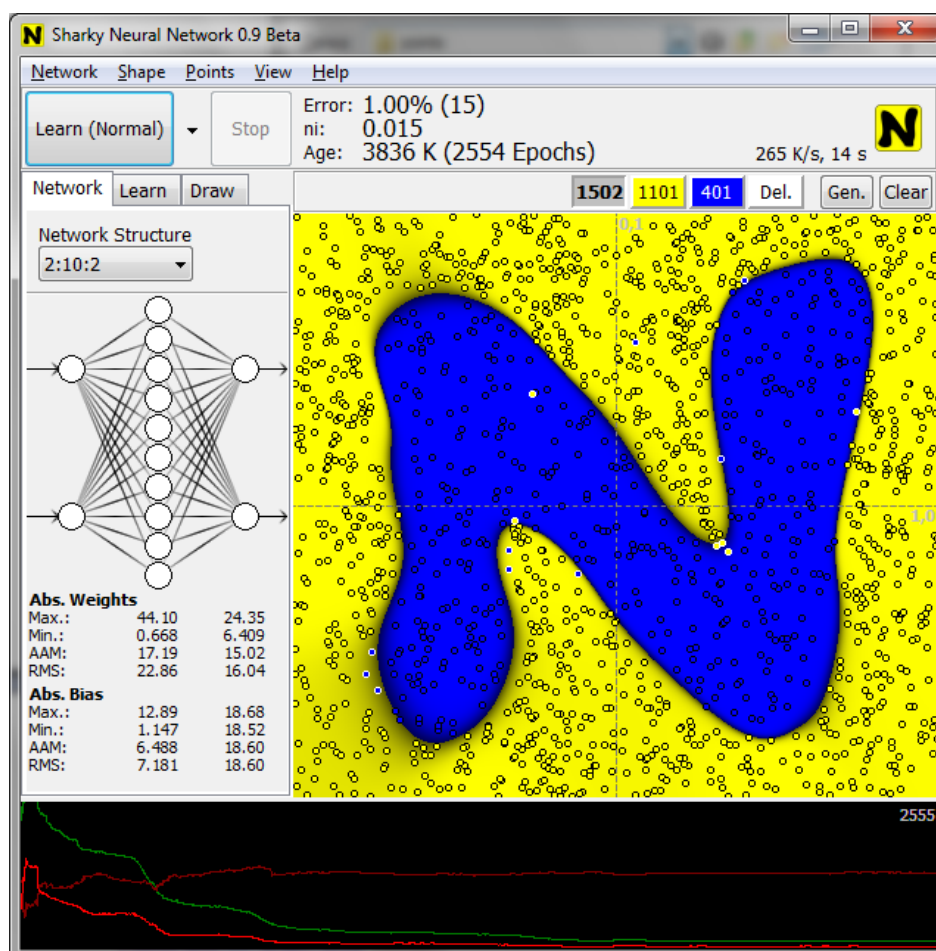 Sharky Neural Network 0.9 Beta
Network Shape Points View Help
Learn (Normal) Stop
Error: 1.00% (15)
ni: 0.015
Age: 3836 K (2554 Epochs)
265 K/s, 14 s
N
Network Learn Draw
1502 1101 401 Del. Gen. Clear
Network Structure
2:10:2
0,1
1,0
Abs. Weights
Max.: 44.10 24.35
Min.: 0.668 6.409
AAM: 17.19 15.02
RMS: 22.86 16.04
Abs. Bias
Max.: 12.89 18.68
Min.: 1.147 18.52
AAM: 6.488 18.60
RMS: 7.181 18.60
2555